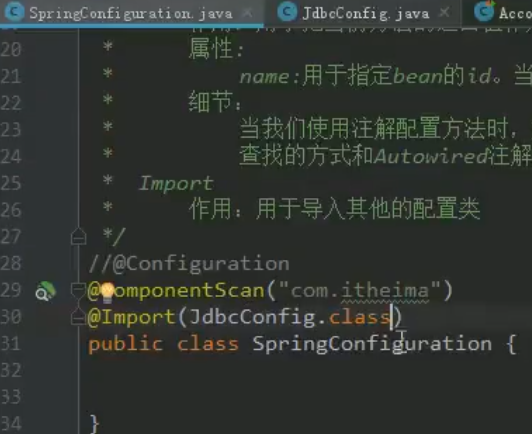 SpringConfiguration.java JdbcConfig.java Acco
20 * 属性：
21 * name:用于指定bean的id。当
22 * 细节：
23 * 当我们使用注解配置方法时，
24 * 查找的方式和Autowired注解
25 * Import
26 * 作用：用于导入其他的配置类
27 */
28 //@Configuration
29 @ComponentScan("com.itheima")
30 @Import(JdbcConfig.class)
31 public class SpringConfiguration {
32
33
34 }